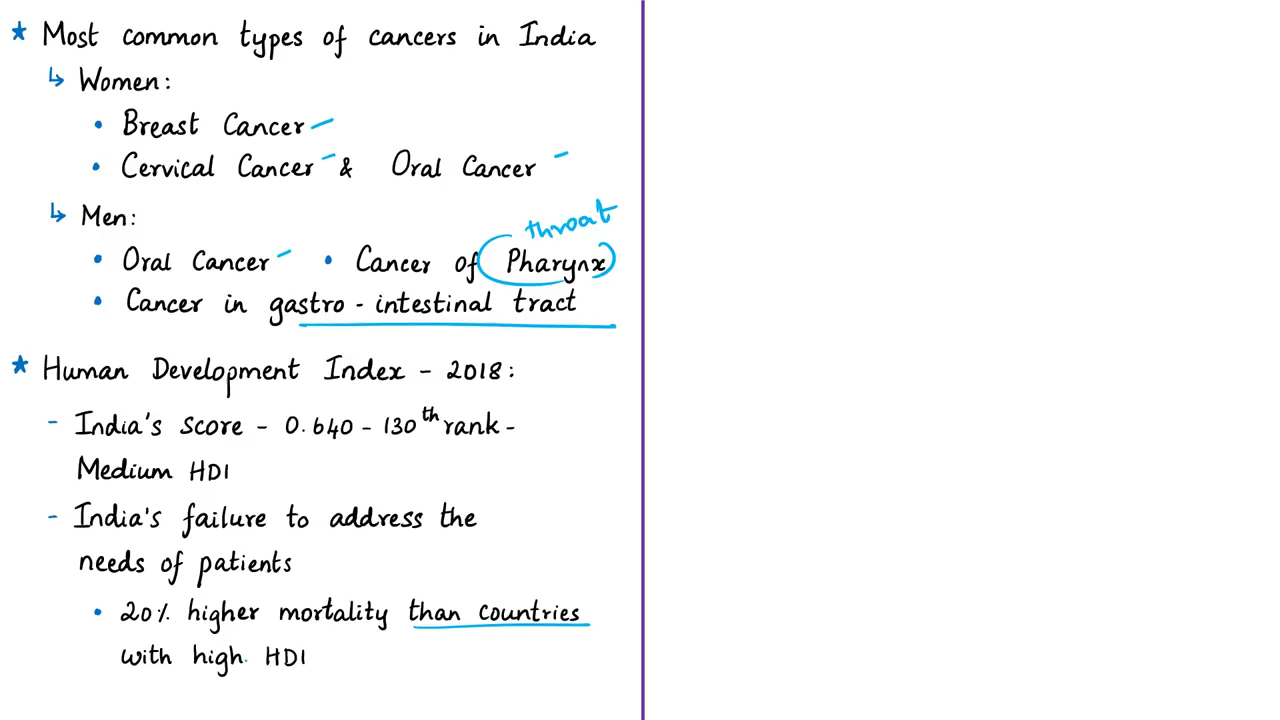 ★ Most common types of cancers in India
↳ Women:
• Breast Cancer
• Cervical Cancer & Oral Cancer
↳ Men:
throat
• Oral Cancer • Cancer of Pharynx
• Cancer in gastro - intestinal tract
★ Human Development Index - 2018:
- India's score - 0.640 - 130th rank -
Medium HDI
- India's failure to address the
needs of patients
• 20% higher mortality than countries
with high HDI